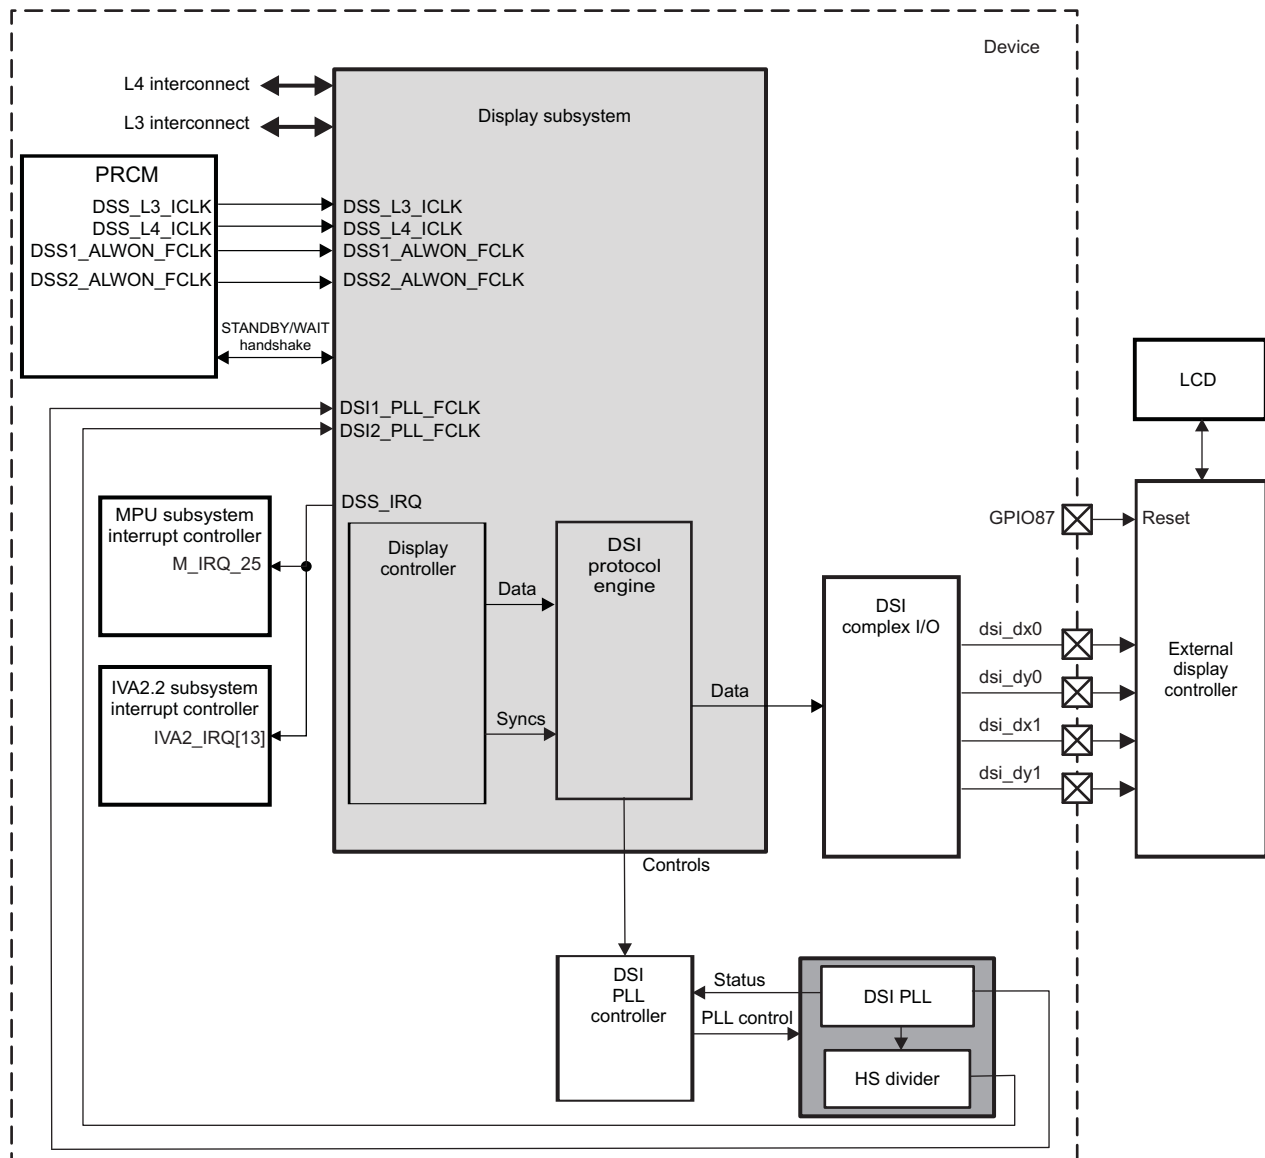 Device
L4 interconnect
L3 interconnect
Display subsystem
PRCM
DSS_L3_ICLK
DSS_L4_ICLK
DSS1_ALWON_FCLK
DSS2_ALWON_FCLK
DSS_L3_ICLK
DSS_L4_ICLK
DSS1_ALWON_FCLK
DSS2_ALWON_FCLK
STANDBY/WAIT
handshake
DSI1_PLL_FCLK
DSI2_PLL_FCLK
LCD
DSS_IRQ
MPU subsystem
interrupt controller
M_IRQ_25
IVA2.2 subsystem
interrupt controller
IVA2_IRQ[13]
Display
controller
Data
Syncs
DSI
protocol
engine
Data
DSI
complex I/O
GPIO87
Reset
dsi_dx0
dsi_dy0
dsi_dx1
dsi_dy1
External
display
controller
Controls
DSI
PLL
controller
Status
PLL control
DSI PLL
HS divider